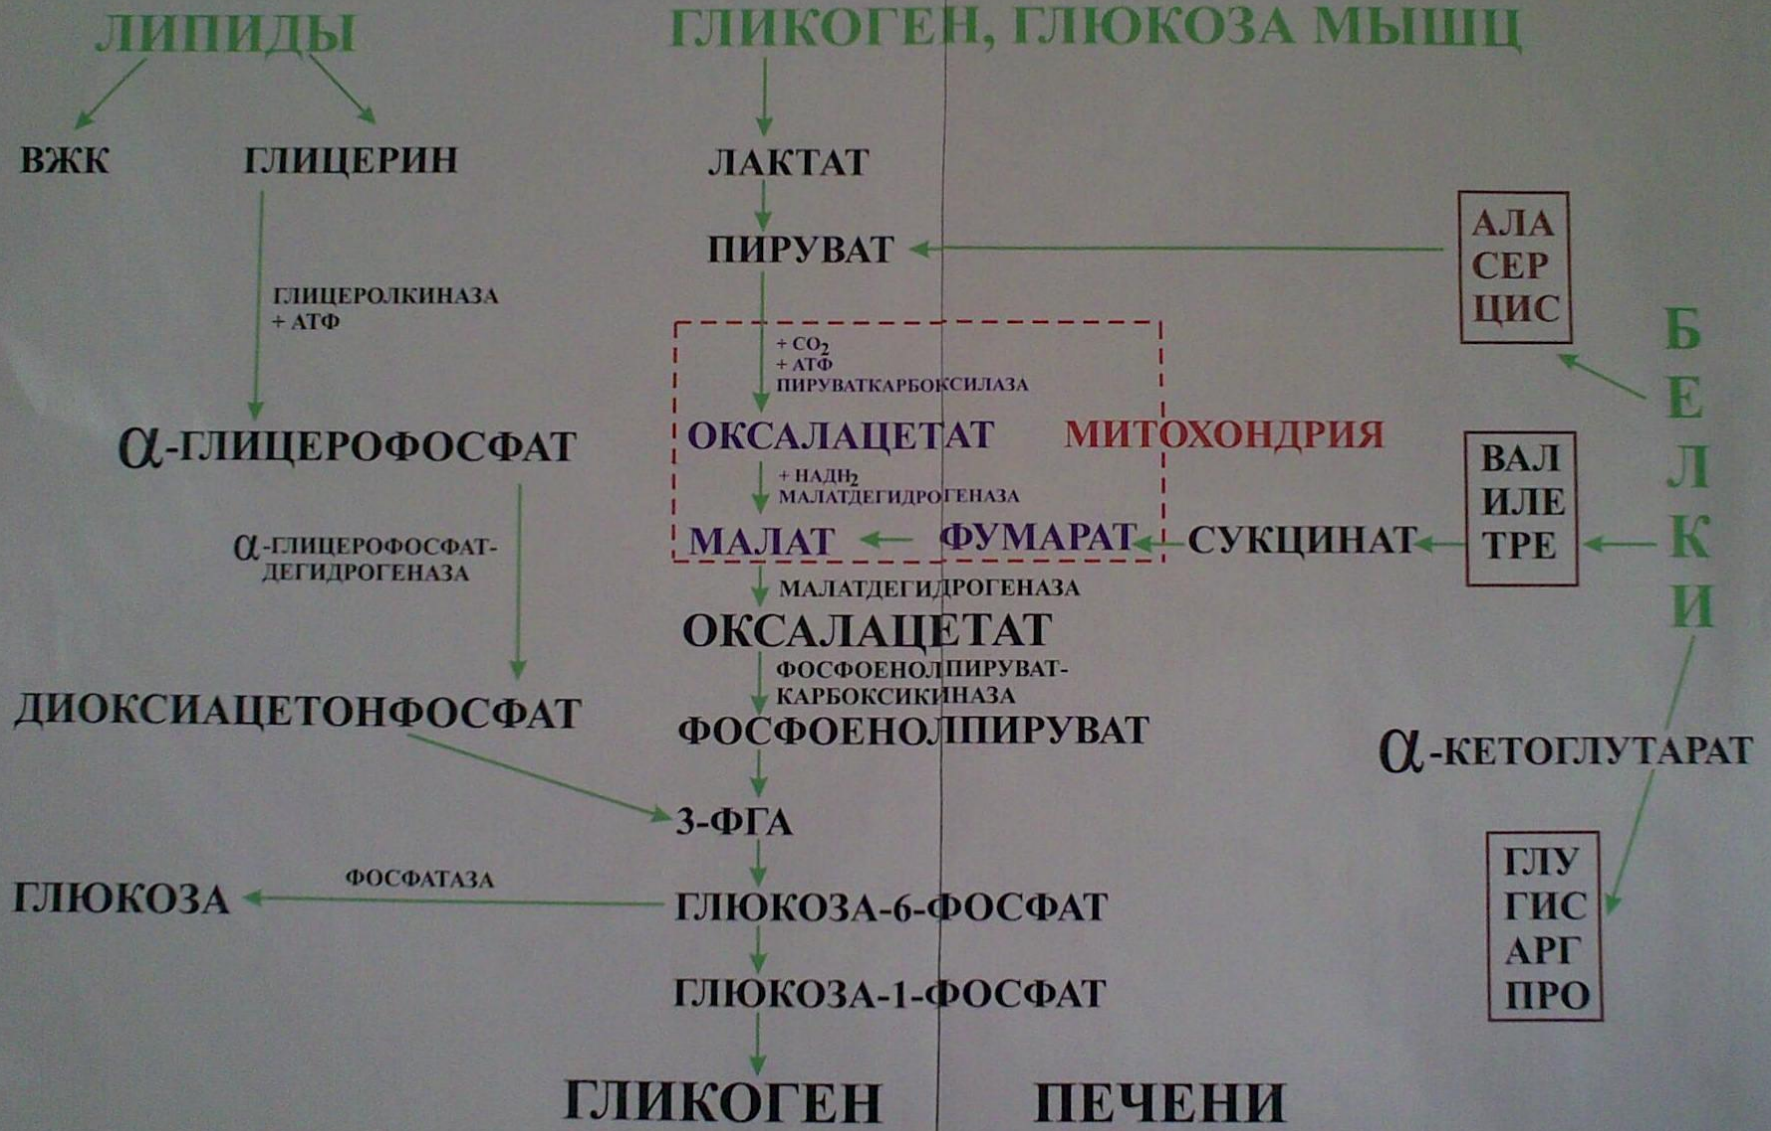 ЛИПИДЫ
ГЛИКОГЕН, ГЛЮКОЗА МЫШЦ
ВЖК
ГЛИЦЕРИН
ЛАКТАТ
ПИРУВАТ
АЛА
СЕР
ЦИС
ГЛИЦЕРОЛКИНАЗА
+ АТФ
+ CO2
+ АТФ
ПИРУВАТКАРБОКСИЛАЗА
БЕЛКИ
α-ГЛИЦЕРОФОСФАТ
ОКСАЛАЦЕТАТ
МИТОХОНДРИЯ
+ НАДН2
МАЛАТДЕГИДРОГЕНАЗА
ВАЛ
ИЛЕ
ТРЕ
МАЛАТ
ФУМАРАТ
СУКЦИНАТ
α-ГЛИЦЕРОФОСФАТ-
ДЕГИДРОГЕНАЗА
МАЛАТДЕГИДРОГЕНАЗА
ОКСАЛАЦЕТАТ
ФОСФОЕНОЛПИРУВАТ-
КАРБОКСИКИНАЗА
ДИОКСИАЦЕТОНФОСФАТ
ФОСФОЕНОЛПИРУВАТ
α-КЕТОГЛУТАРАТ
3-ФГА
ГЛУ
ГИС
АРГ
ПРО
ГЛЮКОЗА
ФОСФАТАЗА
ГЛЮКОЗА-6-ФОСФАТ
ГЛЮКОЗА-1-ФОСФАТ
ГЛИКОГЕН ПЕЧЕНИ